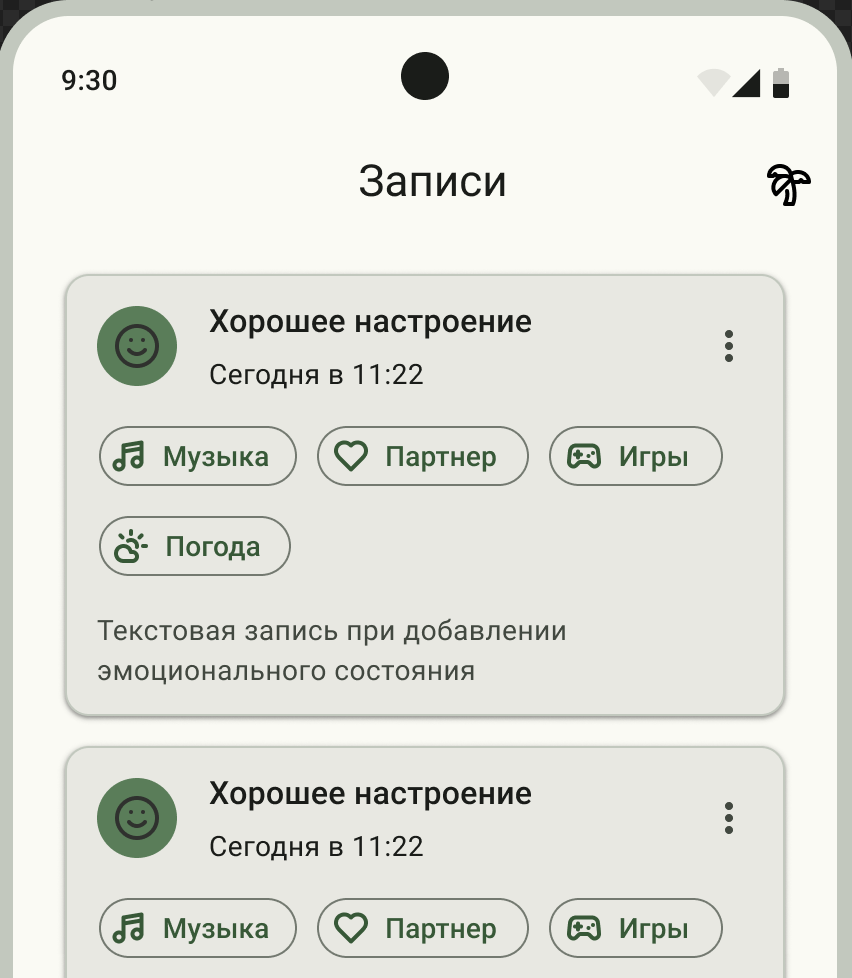 9:30
Записи
Хорошее настроение
Сегодня в 11:22
Музыка Партнер Игры
Погода
Текстовая запись при добавлении
эмоционального состояния
Хорошее настроение
Сегодня в 11:22
Музыка Партнер Игры